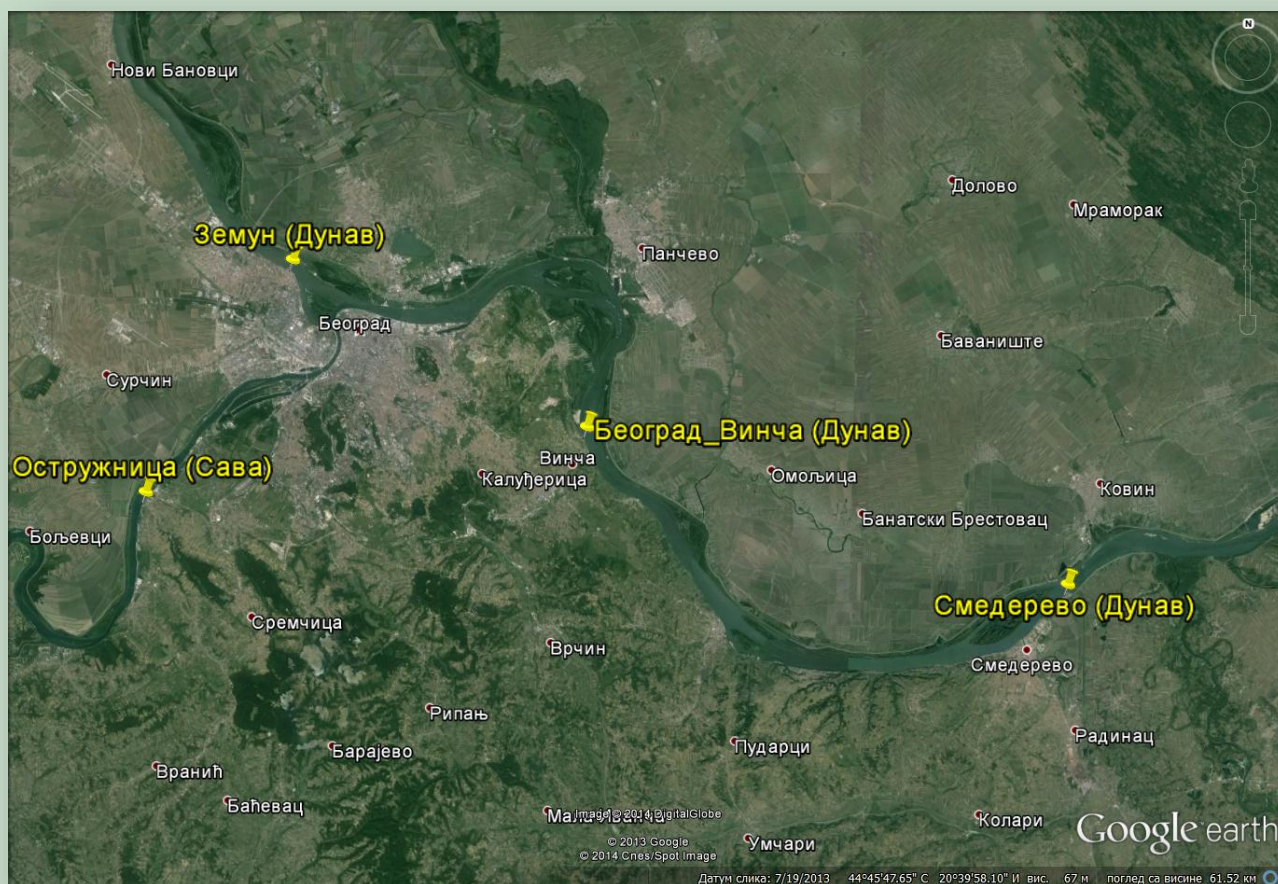 N
Нови Бановци
Долово
Мраморак
Земун (Дунав)
Панчево
Београд
Баваниште
Сурчин
Београд_Винча (Дунав)
Винча
Остружница (Сава)
Калуђерица
Омољица
Ковин
Банатски Брестовац
Бољевци
Смедерево (Дунав)
Сремчица
Врчин
Смедерево
Рипањ
Барајево
Пударци
Радинац
Вранић
Баћевац
Мала Иванча
Image © 2014 DigitalGlobe
Колари
Google earth
© 2013 Google
Умчари
© 2014 Cnes/Spot Image
Датум слика: 7/19/2013 44°45'47.65" С 20°39'58.10" И вис. 67 м поглед са висине 61.52 км